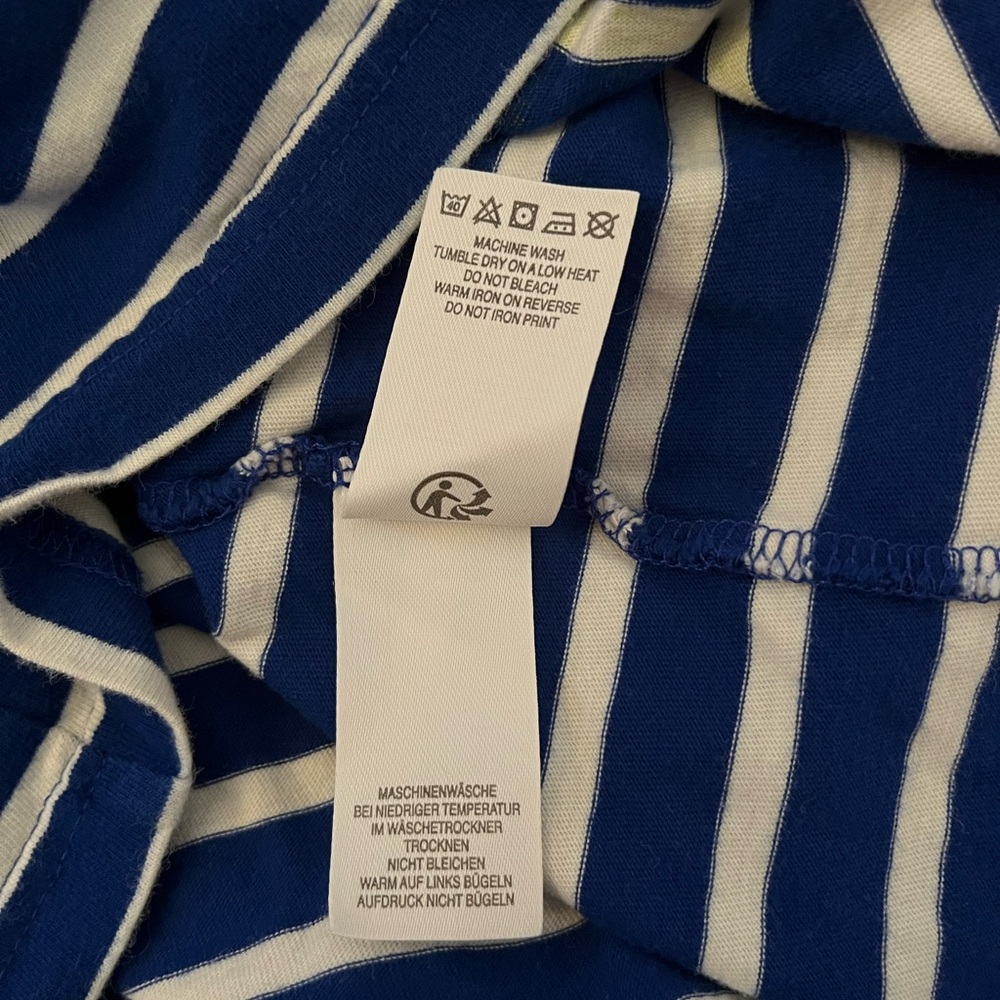 40
MACHINE WASH
TUMBLE DRY ON A LOW HEAT
DO NOT BLEACH
WARM IRON ON REVERSE
DO NOT IRON PRINT
MASCHINENWÄSCHE
BEI NIEDRIGER TEMPERATUR
IM WÄSCHETROCKNER
TROCKNEN
NICHT BLEICHEN
WARM AUF LINKS BÜGELN
AUFDRUCK NICHT BÜGELN